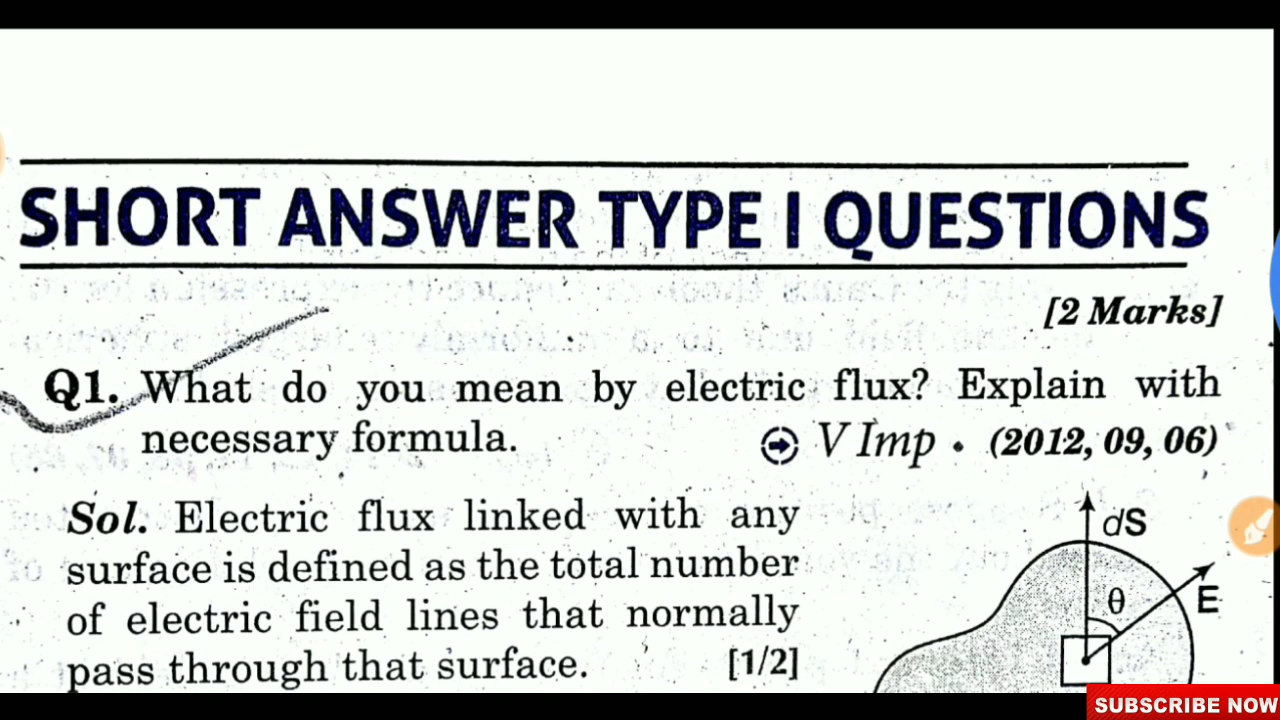 SHORT ANSWER TYPE I QUESTIONS
[2 Marks]
Q1. What do you mean by electric flux? Explain with
necessary formula. V Imp • (2012, 09, 06)
Sol. Electric flux linked with any
surface is defined as the total number
of electric field lines that normally
pass through that surface. [1/2]
dS
θ
E
SUBSCRIBE NOW